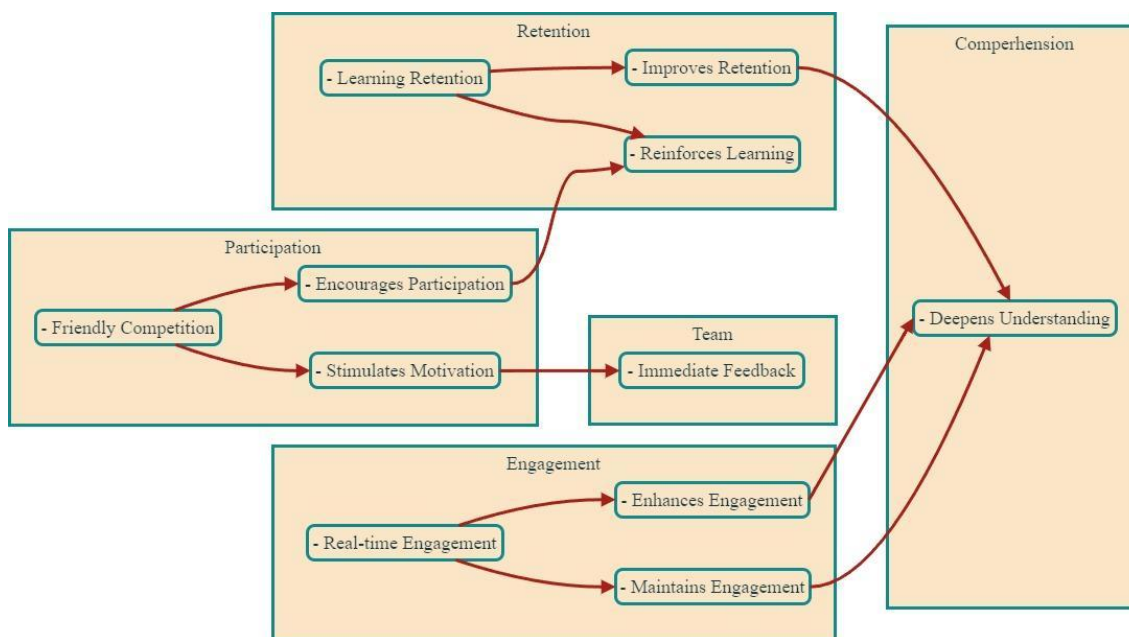 Retention
- Learning Retention
- Improves Retention
- Reinforces Learning
Participation
- Encourages Participation
- Friendly Competition
- Stimulates Motivation
Team
- Immediate Feedback
Engagement
- Enhances Engagement
- Real-time Engagement
- Maintains Engagement
Comperhension
- Deepens Understanding